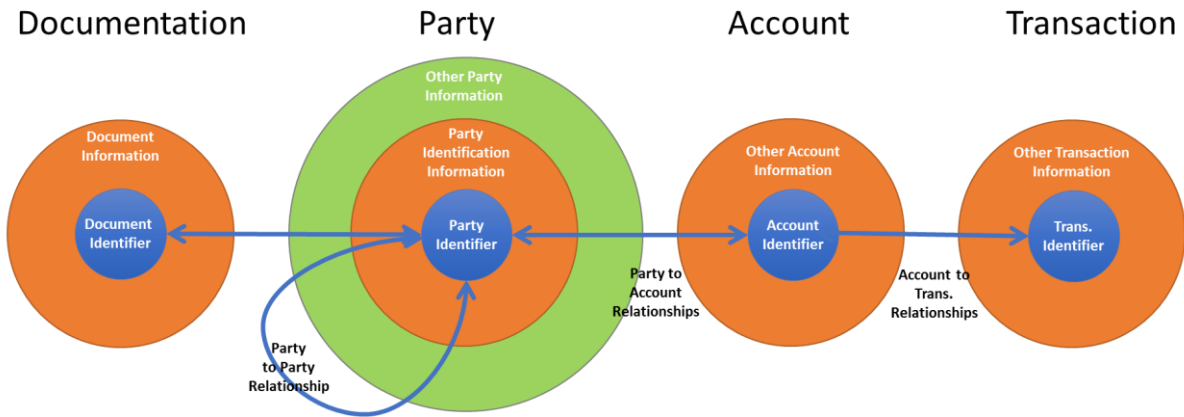 Documentation
Party
Account
Transaction
Other Party
Information
Document
Information
Party
Identification
Information
Other Account
Information
Other Transaction
Information
Document
Identifier
Party
Identifier
Account
Identifier
Trans.
Identifier
Party to
Account
Relationships
Account to
Trans.
Relationships
Party
to Party
Relationship